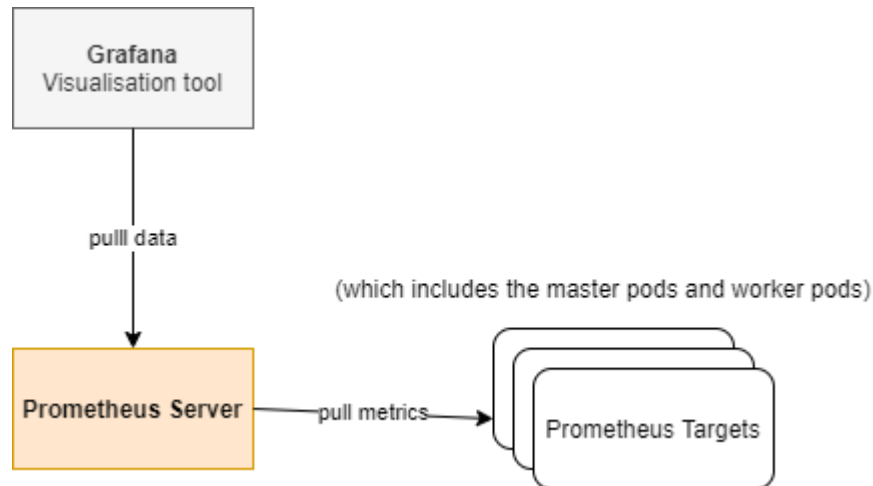 Grafana
Visualisation tool
pulll data
(which includes the master pods and worker pods)
Prometheus Server
pull metrics
Prometheus Targets